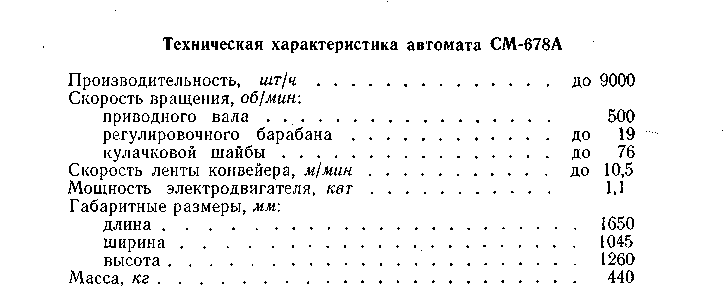 Техническая характеристика автомата СМ-678А
Производительность, шт/ч . . . . . . . . . . . . . . до 9000
Скорость вращения, об/мин:
приводного вала . . . . . . . . . . . . . . . . . 500
регулировочного барабана . . . . . . . . . . . до 19
кулачковой шайбы . . . . . . . . . . . . . . . до 76
Скорость ленты конвейера, м/мин . . . . . . . . . . до 10,5
Мощность электродвигателя, квт . . . . . . . . . . . 1,1
Габаритные размеры, мм:
длина . . . . . . . . . . . . . . . . . . . . . . 1650
ширина . . . . . . . . . . . . . . . . . . . . . 1045
высота . . . . . . . . . . . . . . . . . . . . . 1260
Масса, кг . . . . . . . . . . . . . . . . . . . . . . 440